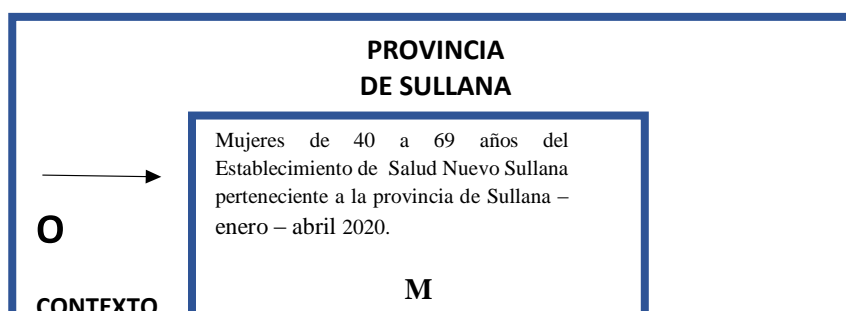 PROVINCIA
DE SULLANA
Mujeres de 40 a 69 años del
Establecimiento de Salud Nuevo Sullana
perteneciente a la provincia de Sullana –
enero – abril 2020.
O
M
CONTEXTO